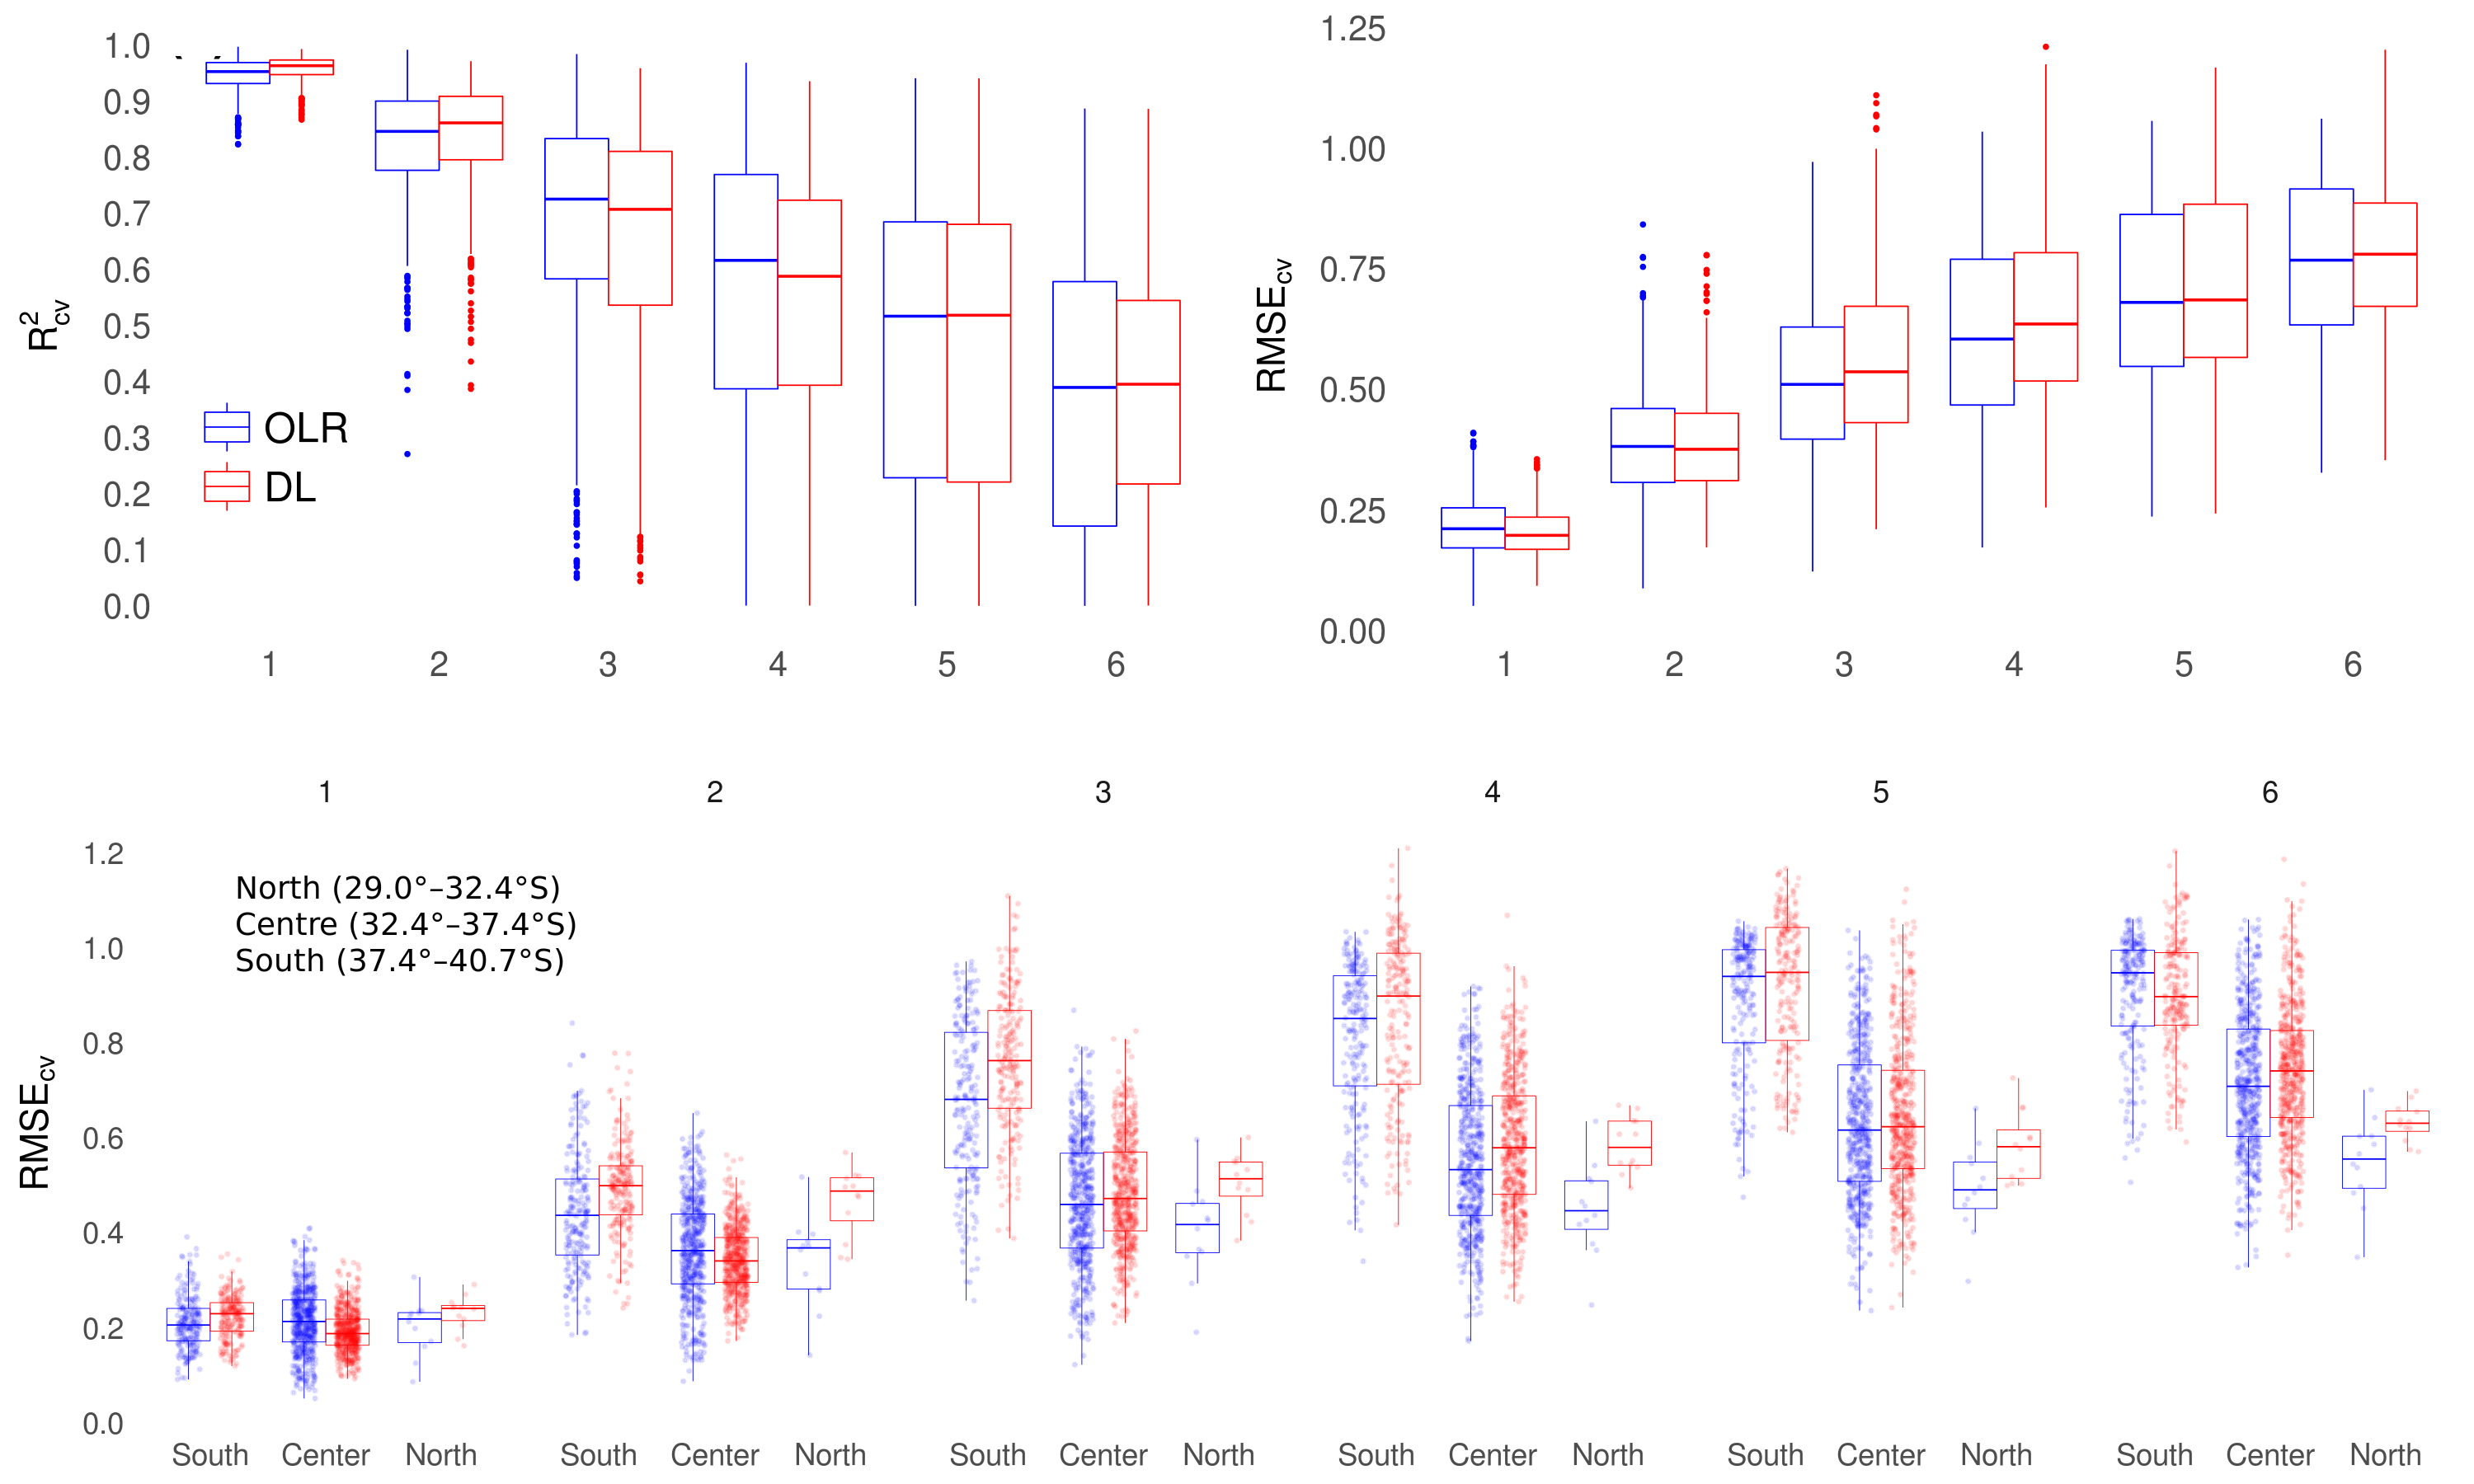 1.0
0.9
0.8
0.7
0.6
0.5
0.4
0.3
0.2
0.1
0.0
R²cv
OLR
DL
1 2 3 4 5 6
1.25
1.00
0.75
0.50
0.25
0.00
RMSEcv
1 2 3 4 5 6
1 2 3 4 5 6
1.2
1.0
0.8
0.6
0.4
0.2
0.0
RMSEcv
North (29.0°–32.4°S)
Centre (32.4°–37.4°S)
South (37.4°–40.7°S)
South Center North South Center North South Center North South Center North South Center North South Center North